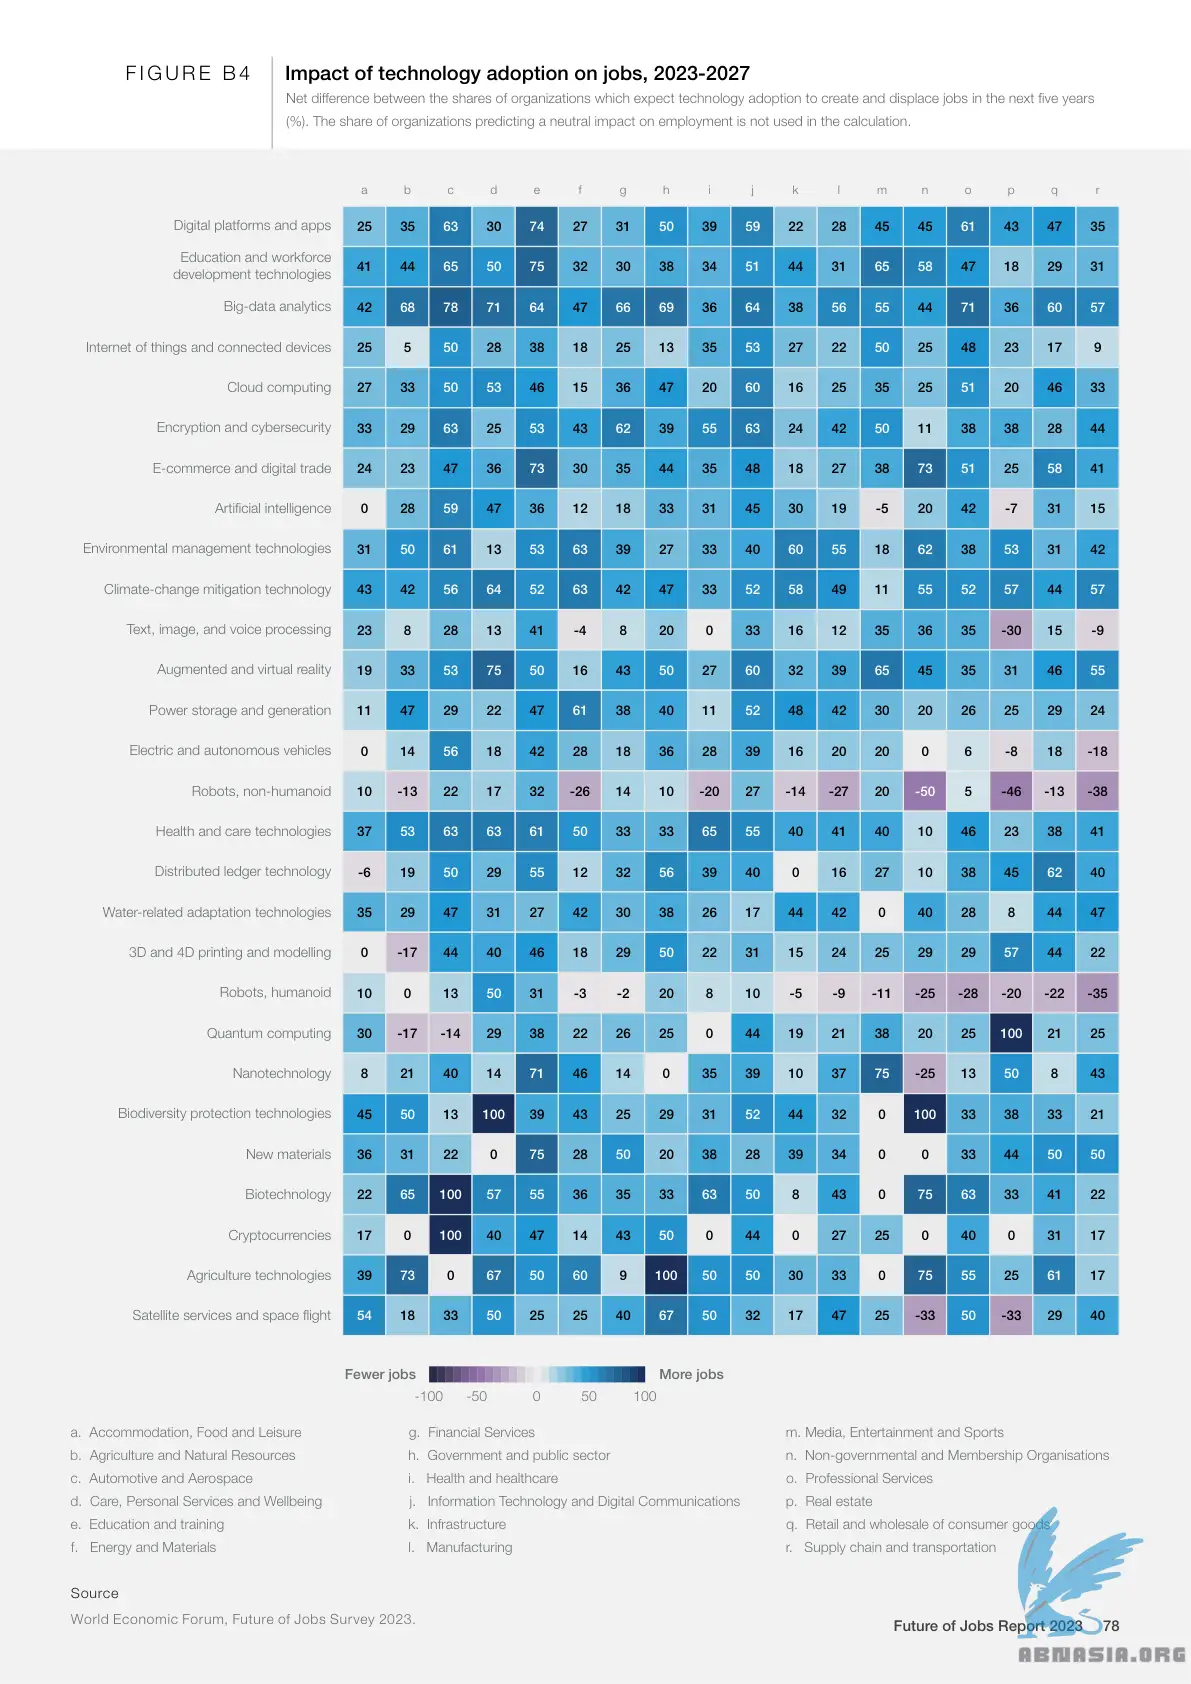 FIGURE B4
Impact of technology adoption on jobs, 2023-2027
Net difference between the shares of organizations which expect technology adoption to create and displace jobs in the next five years
(%). The share of organizations predicting a neutral impact on employment is not used in the calculation.
a b c d e f g h i j k l m n o p q r
Digital platforms and apps 25 35 63 30 74 27 31 50 39 59 22 28 45 45 61 43 47 35
Education and workforce
development technologies 41 44 65 50 75 32 30 38 34 51 44 31 65 58 47 18 29 31
Big-data analytics 42 68 78 71 64 47 66 69 36 64 38 56 55 44 71 36 60 57
Internet of things and connected devices 25 5 50 28 38 18 25 13 35 53 27 22 50 25 48 23 17 9
Cloud computing 27 33 50 53 46 15 36 47 20 60 16 25 35 25 51 20 46 33
Encryption and cybersecurity 33 29 63 25 53 43 62 39 55 63 24 42 50 11 38 38 28 44
E-commerce and digital trade 24 23 47 36 73 30 35 44 35 48 18 27 38 73 51 25 58 41
Artificial intelligence 0 28 59 47 36 12 18 33 31 45 30 19 -5 20 42 -7 31 15
Environmental management technologies 31 50 61 13 53 63 39 27 33 40 60 55 18 62 38 53 31 42
Climate-change mitigation technology 43 42 56 64 52 63 42 47 33 52 58 49 11 55 52 57 44 57
Text, image, and voice processing 23 8 28 13 41 -4 8 20 0 33 16 12 35 36 35 -30 15 -9
Augmented and virtual reality 19 33 53 75 50 16 43 50 27 60 32 39 65 45 35 31 46 55
Power storage and generation 11 47 29 22 47 61 38 40 11 52 48 42 30 20 26 25 29 24
Electric and autonomous vehicles 0 14 56 18 42 28 18 36 28 39 16 20 20 0 6 -8 18 -18
Robots, non-humanoid 10 -13 22 17 32 -26 14 10 -20 27 -14 -27 20 -50 5 -46 -13 -38
Health and care technologies 37 53 63 63 61 50 33 33 65 55 40 41 40 10 46 23 38 41
Distributed ledger technology -6 19 50 29 55 12 32 56 39 40 0 16 27 10 38 45 62 40
Water-related adaptation technologies 35 29 47 31 27 42 30 38 26 17 44 42 0 40 28 8 44 47
3D and 4D printing and modelling 0 -17 44 40 46 18 29 50 22 31 15 24 25 29 29 57 44 22
Robots, humanoid 10 0 13 50 31 -3 -2 20 8 10 -5 -9 -11 -25 -28 -20 -22 -35
Quantum computing 30 -17 -14 29 38 22 26 25 0 44 19 21 38 20 25 100 21 25
Nanotechnology 8 21 40 14 71 46 14 0 35 39 10 37 75 -25 13 50 8 43
Biodiversity protection technologies 45 50 13 100 39 43 25 29 31 52 44 32 0 100 33 38 33 21
New materials 36 31 22 0 75 28 50 20 38 28 39 34 0 0 33 44 50 50
Biotechnology 22 65 100 57 55 36 35 33 63 50 8 43 0 75 63 33 41 22
Cryptocurrencies 17 0 100 40 47 14 43 50 0 44 0 27 25 0 40 0 31 17
Agriculture technologies 39 73 0 67 50 60 9 100 50 50 30 33 0 75 55 25 61 17
Satellite services and space flight 54 18 33 50 25 25 40 67 50 32 17 47 25 -33 50 -33 29 40
Fewer jobs More jobs
-100 -50 0 50 100
a. Accommodation, Food and Leisure
b. Agriculture and Natural Resources
c. Automotive and Aerospace
d. Care, Personal Services and Wellbeing
e. Education and training
f. Energy and Materials
g. Financial Services
h. Government and public sector
i. Health and healthcare
j. Information Technology and Digital Communications
k. Infrastructure
l. Manufacturing
m. Media, Entertainment and Sports
n. Non-governmental and Membership Organisations
o. Professional Services
p. Real estate
q. Retail and wholesale of consumer goods
r. Supply chain and transportation
Source
World Economic Forum, Future of Jobs Survey 2023.
Future of Jobs Report 2023 78
ABNASIA.ORG